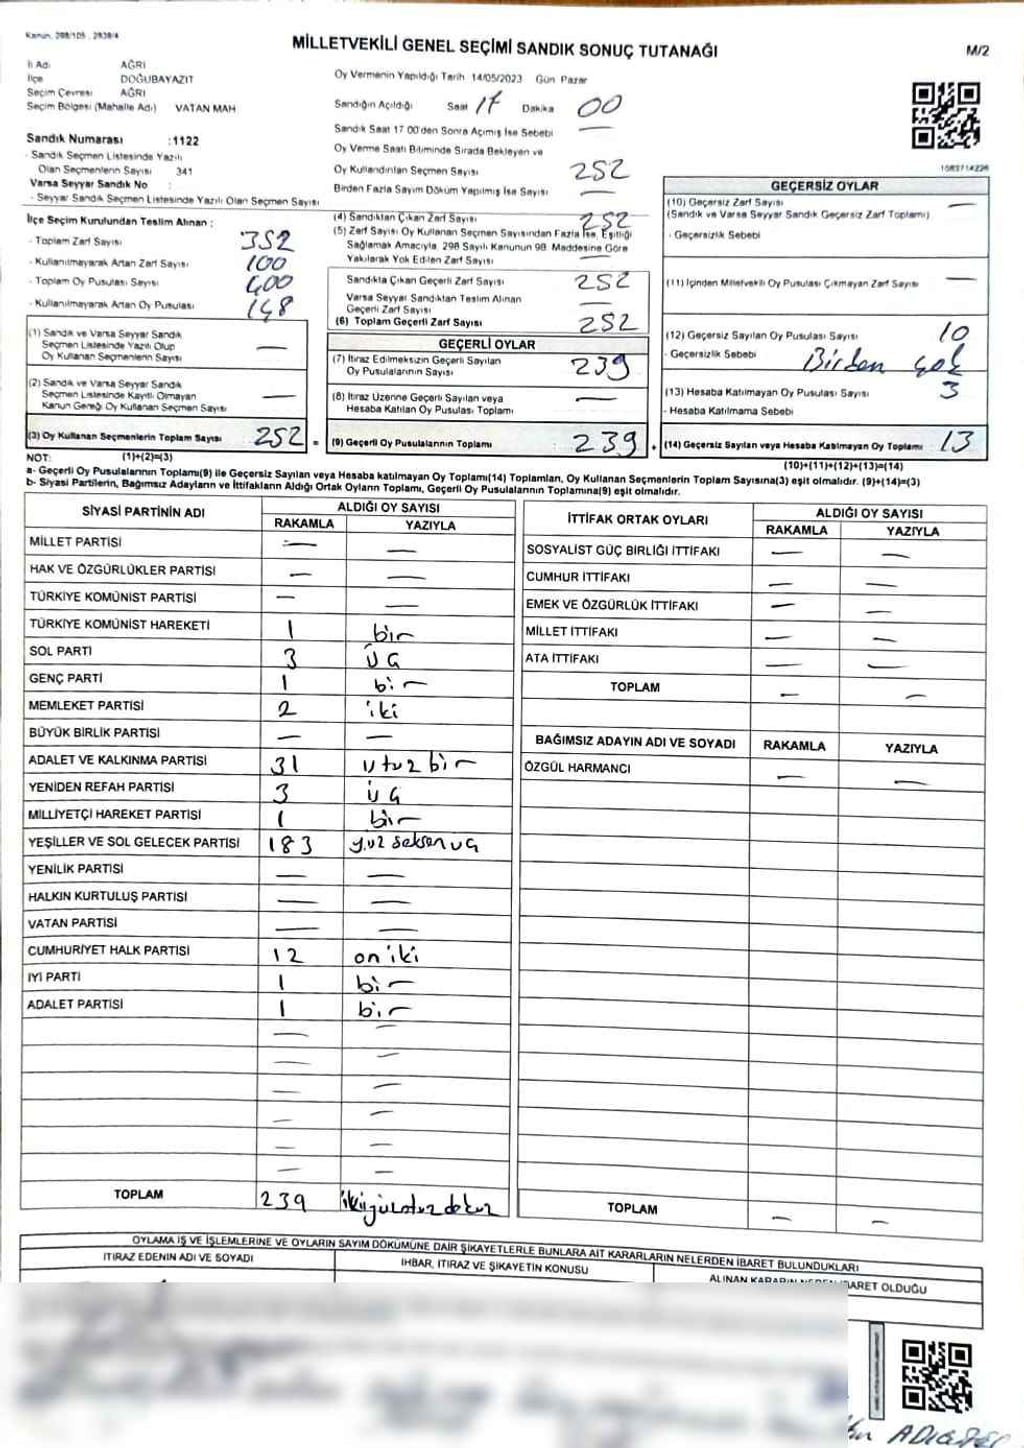 Kanun, 298/105 , 2839/4
MİLLETVEKİLİ GENEL SEÇİMİ SANDIK SONUÇ TUTANAĞI
M/2
İl Adı AĞRI
İlçe DOĞUBAYAZIT
Seçim Çevresi AĞRI
Seçim Bölgesi (Mahalle Adı) VATAN MAH
Sandık Numarası :1122
- Sandık Seçmen Listesinde Yazılı
Olan Seçmenlerin Sayısı 341
Varsa Seyyar Sandık No :
- Seyyar Sandık Seçmen Listesinde Yazılı Olan Seçmen Sayısı
Oy Vermenin Yapıldığı Tarih 14/05/2023 Gün Pazar
Sandığın Açıldığı Saat 17 Dakika 00
Sandık Saat 17 00'den Sonra Açımış İse Sebebi —
Oy Verme Saati Bitiminde Sırada Bekleyen ve
Oy Kullandırılan Seçmen Sayısı 252
Birden Fazla Sayım Döküm Yapılmış İse Sayısı —
İlçe Seçim Kurulundan Teslim Alınan :
- Toplam Zarf Sayısı 352
- Kullanılmayarak Artan Zarf Sayısı 100
- Toplam Oy Pusulası Sayısı 400
- Kullanılmayarak Artan Oy Pusulası 148
(1) Sandık ve Varsa Seyyar Sandık
Seçmen Listesinde Yazılı Olup
Oy Kullanan Seçmenlerin Sayısı —
(2) Sandık ve Varsa Seyyar Sandık
Seçmen Listesinde Kayıtlı Olmayan
Kanun Gereği Oy Kullanan Seçmen Sayısı —
(3) Oy Kullanan Seçmenlerin Toplam Sayısı 252 =
(4) Sandıktan Çıkan Zarf Sayısı 252
(5) Zarf Sayısı Oy Kullanan Seçmen Sayısından Fazla İse, Eşitliği
Sağlamak Amacıyla, 298 Sayılı Kanunun 98. Maddesine Göre
Yakılarak Yok Edilen Zarf Sayısı —
Sandıkta Çıkan Geçerli Zarf Sayısı 252
Varsa Seyyar Sandıktan Teslim Alınan
Geçerli Zarf Sayısı —
(6) Toplam Geçerli Zarf Sayısı 252
GEÇERLİ OYLAR
(7) İtiraz Edilmeksizin Geçerli Sayılan
Oy Pusulalarının Sayısı 239
(8) İtiraz Üzerine Geçerli Sayılan veya
Hesaba Katılan Oy Pusulası Toplamı —
(9) Geçerli Oy Pusulalarının Toplamı 239 +
GEÇERSİZ OYLAR
(10) Geçersiz Zarf Sayısı —
(Sandık ve Varsa Seyyar Sandık Geçersiz Zarf Toplamı)
- Geçersizlik Sebebi
(11) İçinden Milletvekili Oy Pusulası Çıkmayan Zarf Sayısı —
(12) Geçersiz Sayılan Oy Pusulası Sayısı 10
- Geçersizlik Sebebi Birden çok
(13) Hesaba Katılmayan Oy Pusulası Sayısı 3
- Hesaba Katılmama Sebebi
(14) Geçersiz Sayılan veya Hesaba Katılmayan Oy Toplamı 13
NOT: (1)+(2)=(3)
(10)+(11)+(12)+(13)=(14)
a- Geçerli Oy Pusulalarının Toplamı(9) ile Geçersiz Sayılan veya Hesaba katılmayan Oy Toplamı(14) Toplamları, Oy Kullanan Seçmenlerin Toplam Sayısına(3) eşit olmalıdır. (9)+(14)=(3)
b- Siyasi Partilerin, Bağımsız Adayların ve İttifakların Aldığı Ortak Oyların Toplamı, Geçerli Oy Pusulalarının Toplamına(9) eşit olmalıdır.
SİYASİ PARTİNİN ADI ALDIĞI OY SAYISI
RAKAMLA YAZIYLA
MİLLET PARTİSİ — —
HAK VE ÖZGÜRLÜKLER PARTİSİ — —
TÜRKİYE KOMÜNİST PARTİSİ — —
TÜRKİYE KOMÜNİST HAREKETİ 1 bir
SOL PARTİ 3 üç
GENÇ PARTİ 1 bir
MEMLEKET PARTİSİ 2 iki
BÜYÜK BİRLİK PARTİSİ — —
ADALET VE KALKINMA PARTİSİ 31 utuz bir
YENİDEN REFAH PARTİSİ 3 üç
MİLLİYETÇİ HAREKET PARTİSİ 1 bir
YEŞİLLER VE SOL GELECEK PARTİSİ 183 yüz seksen üç
YENİLİK PARTİSİ — —
HALKIN KURTULUŞ PARTİSİ — —
VATAN PARTİSİ — —
CUMHURİYET HALK PARTİSİ 12 on iki
İYİ PARTİ 1 bir
ADALET PARTİSİ 1 bir
— —
— —
— —
— —
— —
— —
TOPLAM 239 ikiyüzotuzdokuz
İTTİFAK ORTAK OYLARI ALDIĞI OY SAYISI
RAKAMLA YAZIYLA
SOSYALİST GÜÇ BİRLİĞİ İTTİFAKI — —
CUMHUR İTTİFAKI — —
EMEK VE ÖZGÜRLÜK İTTİFAKI — —
MİLLET İTTİFAKI — —
ATA İTTİFAKI — —
TOPLAM — —
BAĞIMSIZ ADAYIN ADI VE SOYADI RAKAMLA YAZIYLA
ÖZGÜL HARMANCI — —
TOPLAM — —
OYLAMA İŞ VE İŞLEMLERİNE VE OYLARIN SAYIM DÖKÜMÜNE DAİR ŞİKAYETLERLE BUNLARA AİT KARARLARIN NELERDEN İBARET BULUNDUKLARI
İTİRAZ EDENİN ADI VE SOYADI
İHBAR, İTİRAZ VE ŞİKAYETİN KONUSU
ALINAN KARARIN NEDEN İBARET OLDUĞU